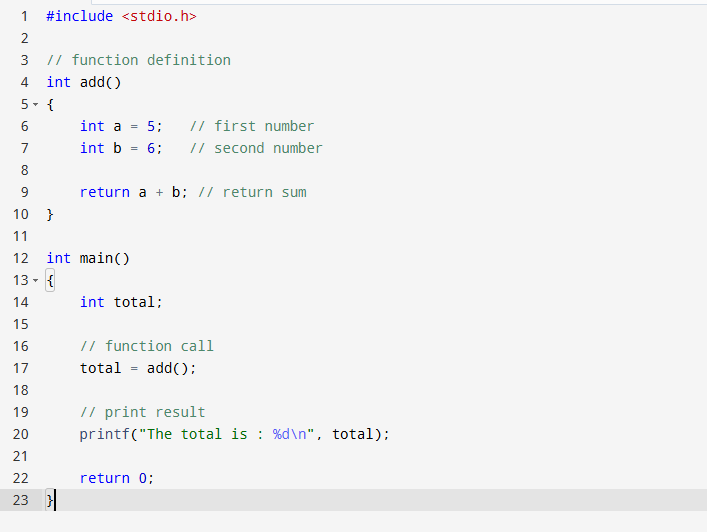 1 #include <stdio.h>
2
3 // function definition
4 int add()
5 {
6     int a = 5;   // first number
7     int b = 6;   // second number
8
9     return a + b; // return sum
10 }
11
12 int main()
13 {
14     int total;
15
16     // function call
17     total = add();
18
19     // print result
20     printf("The total is : %d\n", total);
21
22     return 0;
23 }